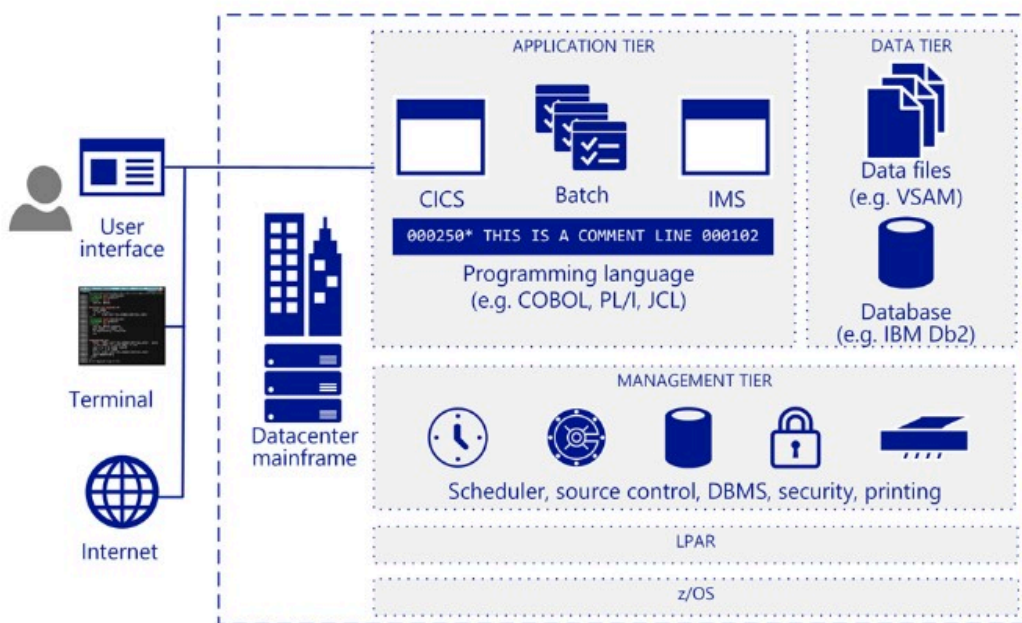 APPLICATION TIER
DATA TIER
CICS
Batch
IMS
000250* THIS IS A COMMENT LINE 000102
Programming language
(e.g. COBOL, PL/I, JCL)
Data files
(e.g. VSAM)
Database
(e.g. IBM Db2)
User
interface
Terminal
Internet
Datacenter
mainframe
MANAGEMENT TIER
Scheduler, source control, DBMS, security, printing
LPAR
z/OS